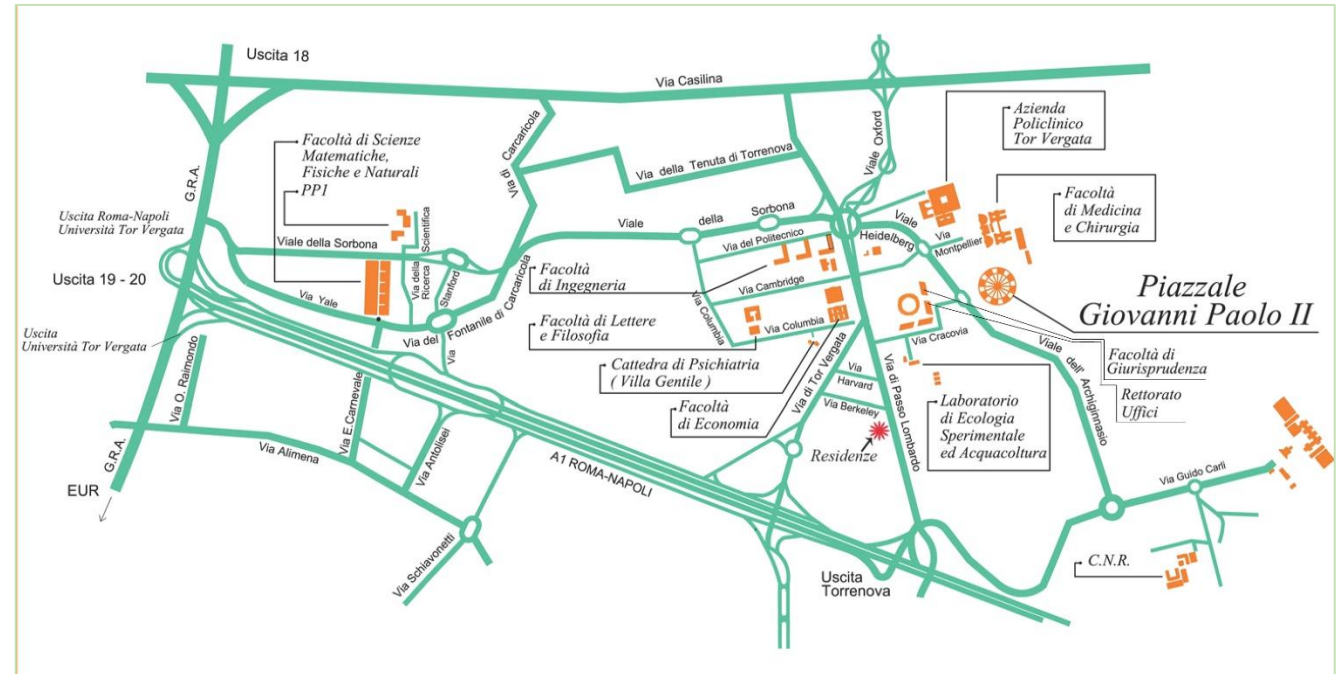 Uscita 18
Via Casilina
Azienda
Policlinico
Tor Vergata
Facoltà di Scienze
Matematiche,
Fisiche e Naturali
PP1
G.R.A.
Via di Carcaricola
Via della Tenuta di Torrenova
Viale Oxford
Facoltà
di Medicina
e Chirurgia
Uscita Roma-Napoli
Università Tor Vergata
Viale della Sorbona
Via della Ricerca Scientifica
Viale della Sorbona
Via del Politecnico
Viale Heidelberg
Via Montpellier
Uscita 19 - 20
Via Yale
Stanford
Via
Via del Fontanile di Carcaricola
Facoltà
di Ingegneria
Via Cambridge
Via Columbia
Piazzale
Giovanni Paolo II
Uscita
Università Tor Vergata
Facoltà di Lettere
e Filosofia
Via Columbia
Via Cracovia
Facoltà di
Giurisprudenza
Rettorato
Uffici
Via O. Raimondo
Via E.Carnevale
Cattedra di Psichiatria
( Villa Gentile )
Via di Tor Vergata
Via
Harvard
Via Berkeley
Via di Passo Lombardo
Viale dell' Archiginnasio
Facoltà
di Economia
Laboratorio
di Ecologia
Sperimentale
ed Acquacoltura
Residenze
G.R.A.
Via Alimena
Via Antolisei
A1 ROMA-NAPOLI
EUR
Via Guido Carli
Via Schiavonetti
Uscita
Torrenova
C.N.R.